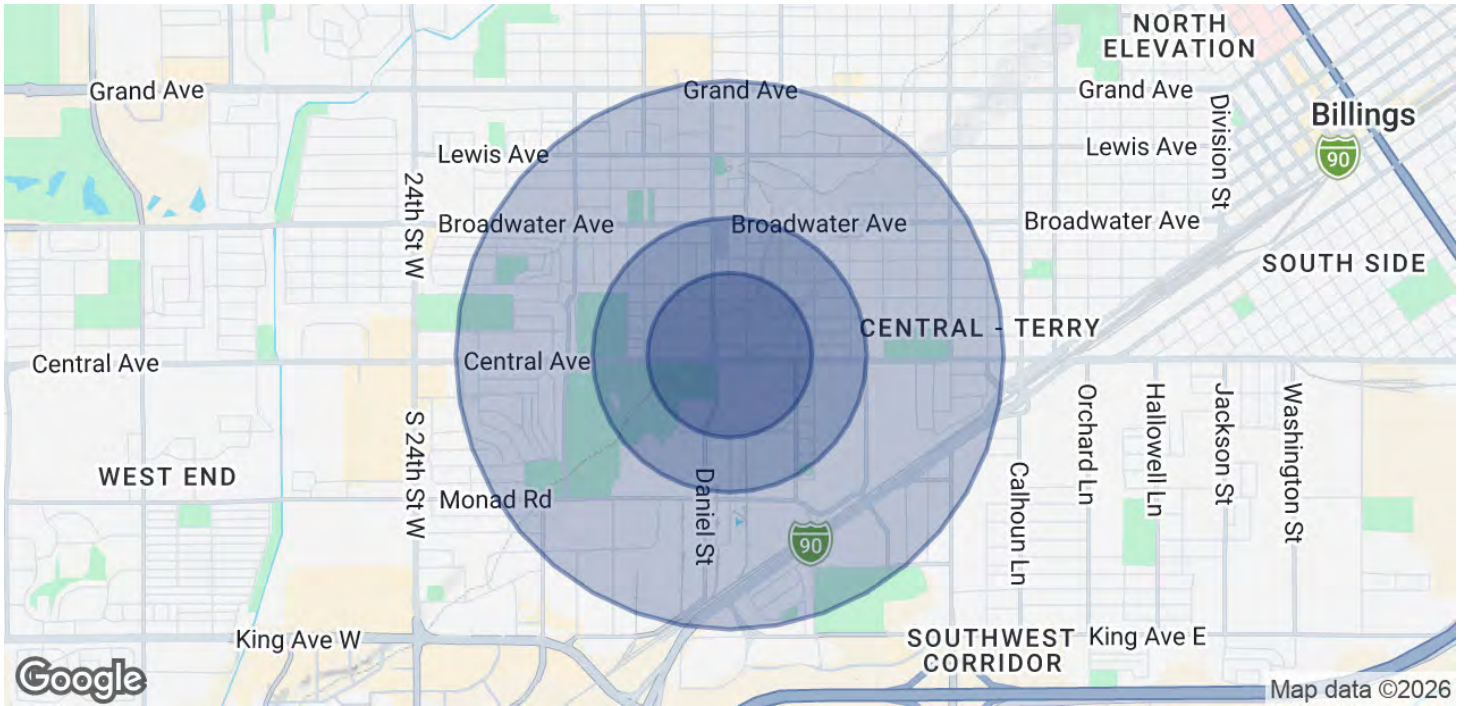 NORTH
ELEVATION
Grand Ave
Grand Ave
Grand Ave
Division St
Billings
90
Lewis Ave
Lewis Ave
24th St W
Broadwater Ave
Broadwater Ave
Broadwater Ave
SOUTH SIDE
CENTRAL - TERRY
Central Ave
Central Ave
S 24th St W
Orchard Ln
Hallowell Ln
Jackson St
Washington St
WEST END
Monad Rd
Daniel St
Calhoun Ln
90
King Ave W
SOUTHWEST
CORRIDOR
King Ave E
Google
Map data ©2026